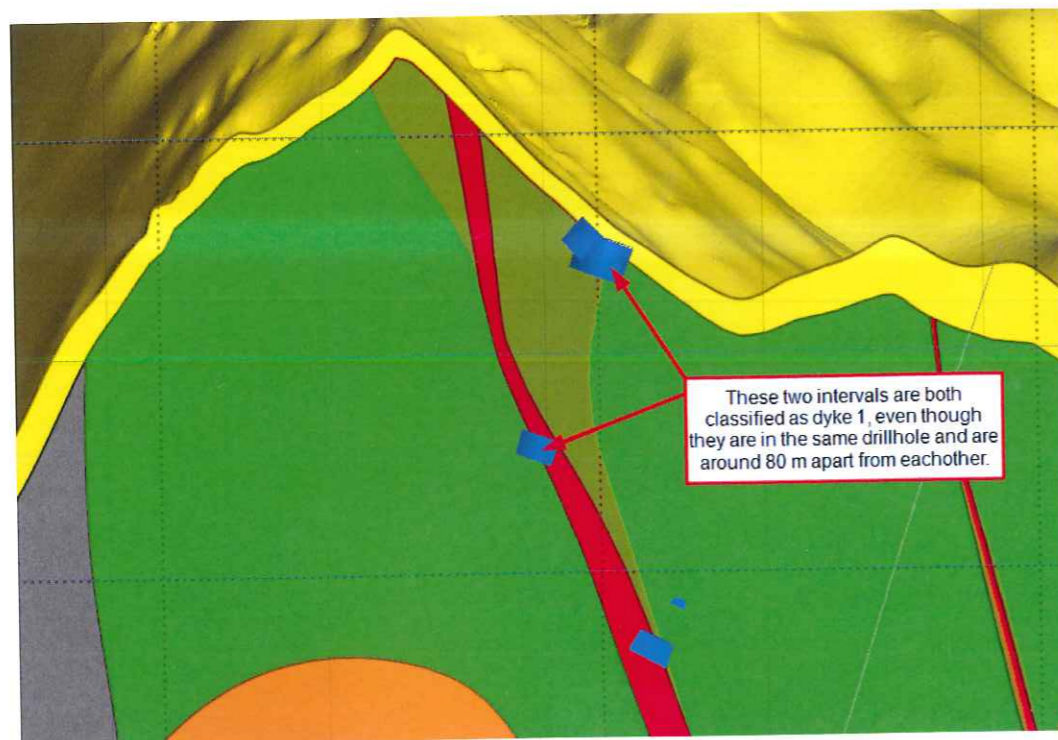 These two intervals are both
classified as dyke 1, even though
they are in the same drillhole and are
around 80 m apart from eachother.